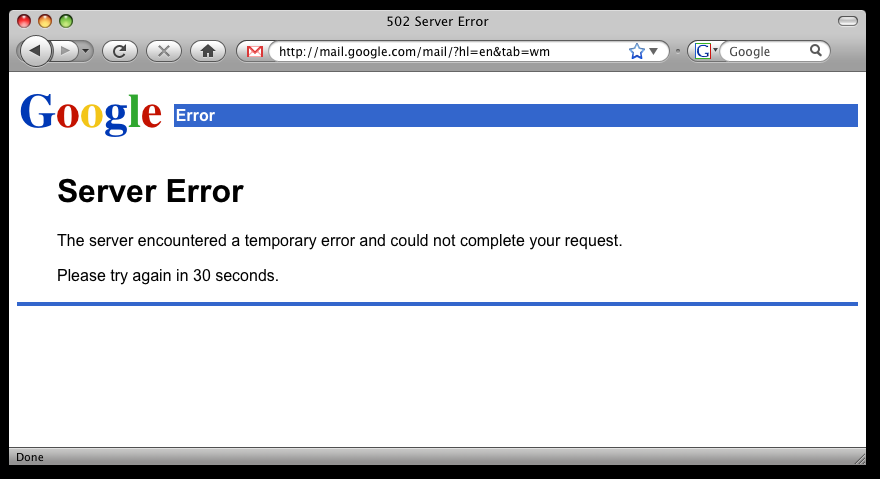 502 Server Error
http://mail.google.com/mail/?hl=en&tab=wm
G
Google
Google
Error
Server Error
The server encountered a temporary error and could not complete your request.
Please try again in 30 seconds.
Done